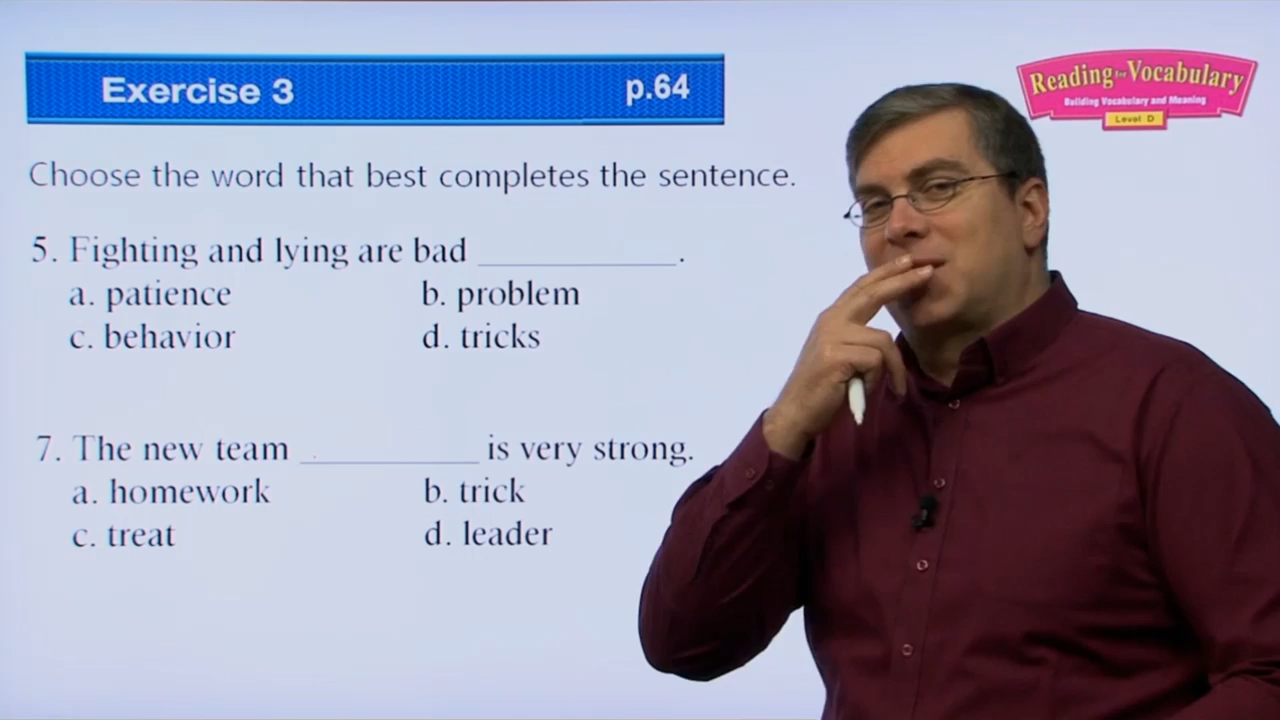 Exercise 3 p.64
Reading for Vocabulary
Building Vocabulary and Meaning
Level D
Choose the word that best completes the sentence.
5. Fighting and lying are bad ___________.
a. patience b. problem
c. behavior d. tricks
7. The new team __________ is very strong.
a. homework b. trick
c. treat d. leader